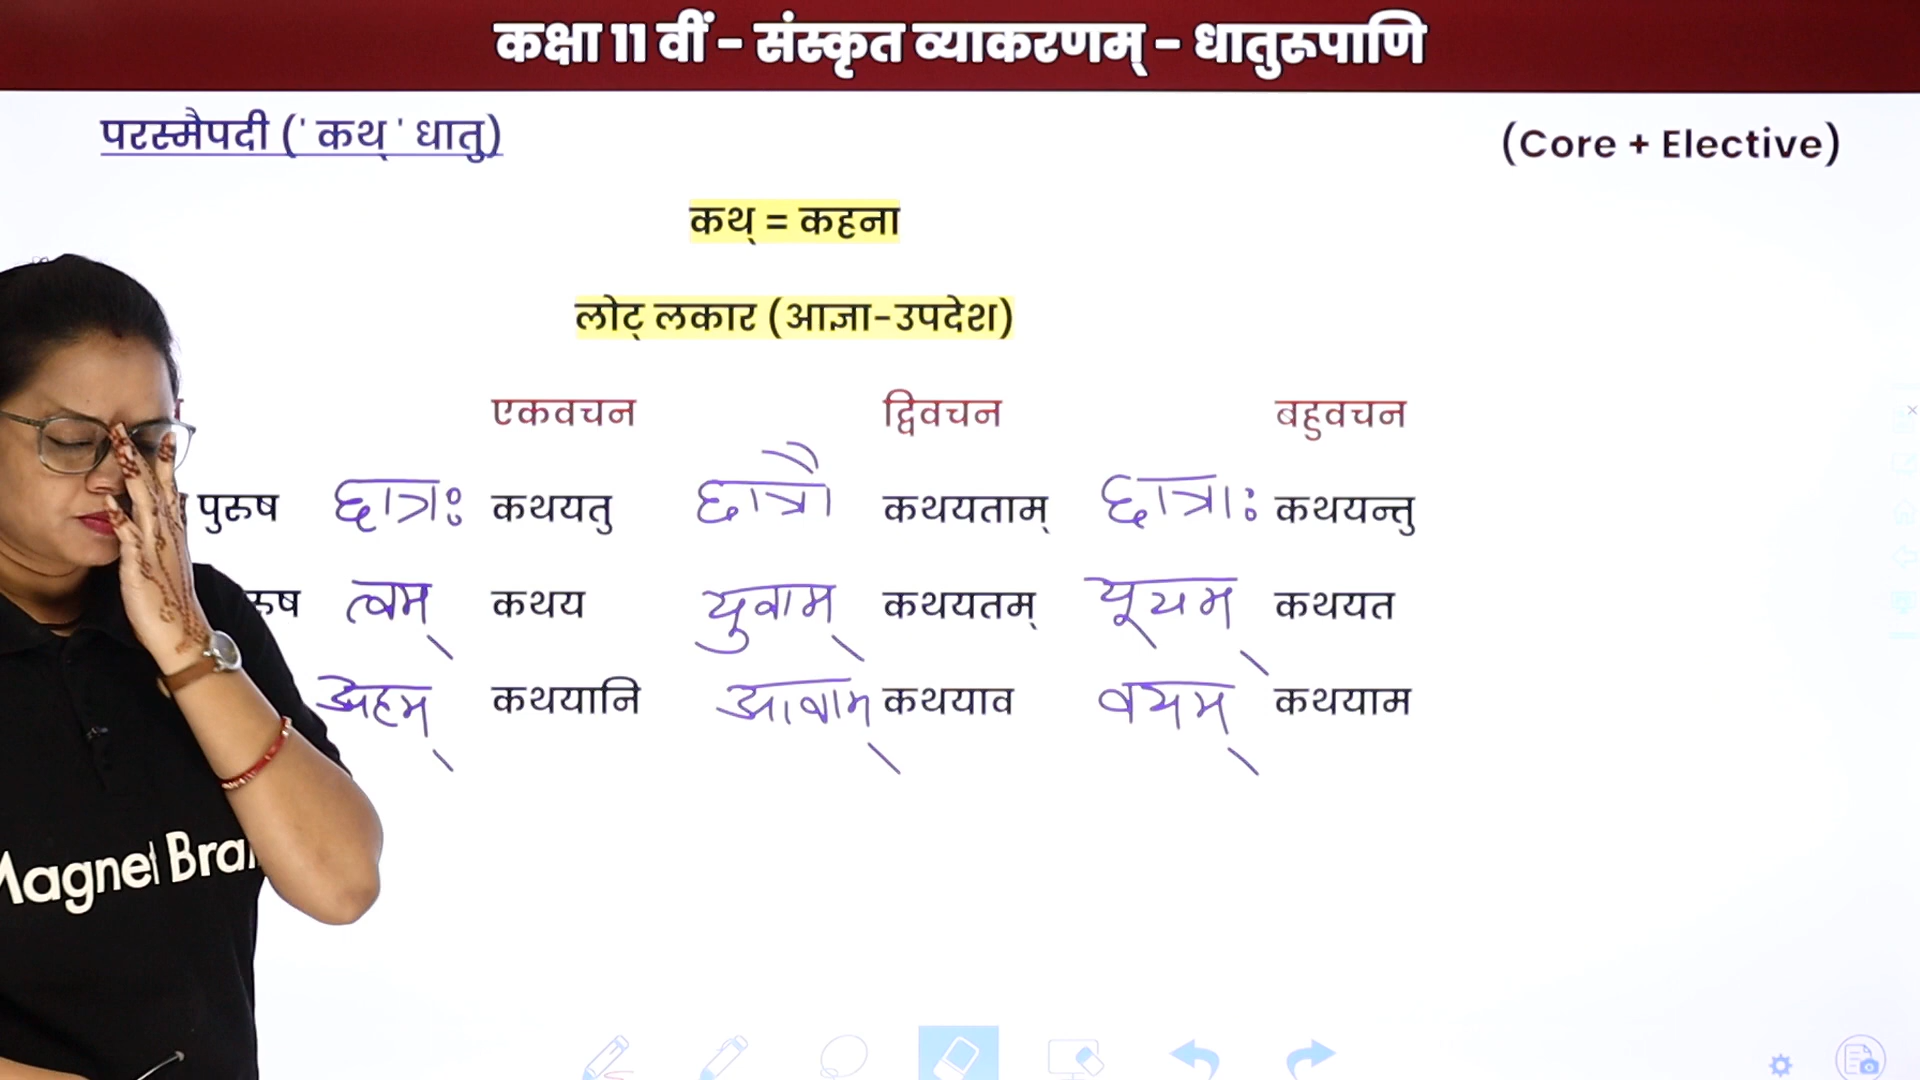 कक्षा 11 वीं - संस्कृत व्याकरणम् - धातुरूपाणि
परस्मैपदी (' कथ् ' धातु) (Core + Elective)
कथ् = कहना
लोट् लकार (आज्ञा-उपदेश)
एकवचन द्विवचन बहुवचन
पुरुष छात्रः कथयतु छात्रौ कथयताम् छात्राः कथयन्तु
त्वम् कथय युवाम् कथयतम् यूयम् कथयत
अहम् कथयानि आवाम् कथयाव वयम् कथयाम
Magnet